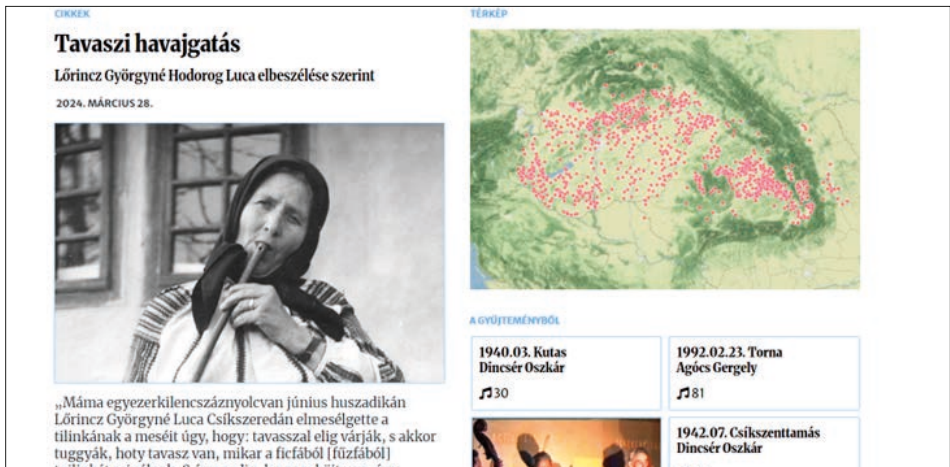 CIKKEK
Tavaszi havajgatás
Lőrincz Györgyné Hodorog Luca elbeszélése szerint
2024. MÁRCIUS 28.
„Máma egyezerkilencszáznyolcvan június huszadikán
Lőrincz Györgyné Luca Csíkszeredán elmesélgette a
tilinkának a meséit úgy, hogy: tavasszal elig várják, s akkor
tuggyák, hoty tavasz van, mikar a ficfából [fűzfából]
TÉRKÉP
A GYŰJTEMÉNYBŐL
1940.03. Kutas
Dincsér Oszkár
30
1992.02.23. Torna
Agócs Gergely
81
1942.07. Csíkszenttamás
Dincsér Oszkár